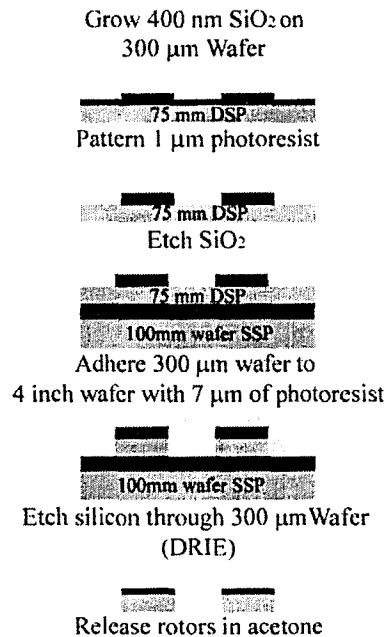 Grow 400 nm SiO₂ on
300 µm Wafer
75 mm DSP
Pattern 1 µm photoresist
75 mm DSP
Etch SiO₂
75 mm DSP
100mm wafer SSP
Adhere 300 µm wafer to
4 inch wafer with 7 µm of photoresist
100mm wafer SSP
Etch silicon through 300 µm Wafer
(DRIE)
Release rotors in acetone